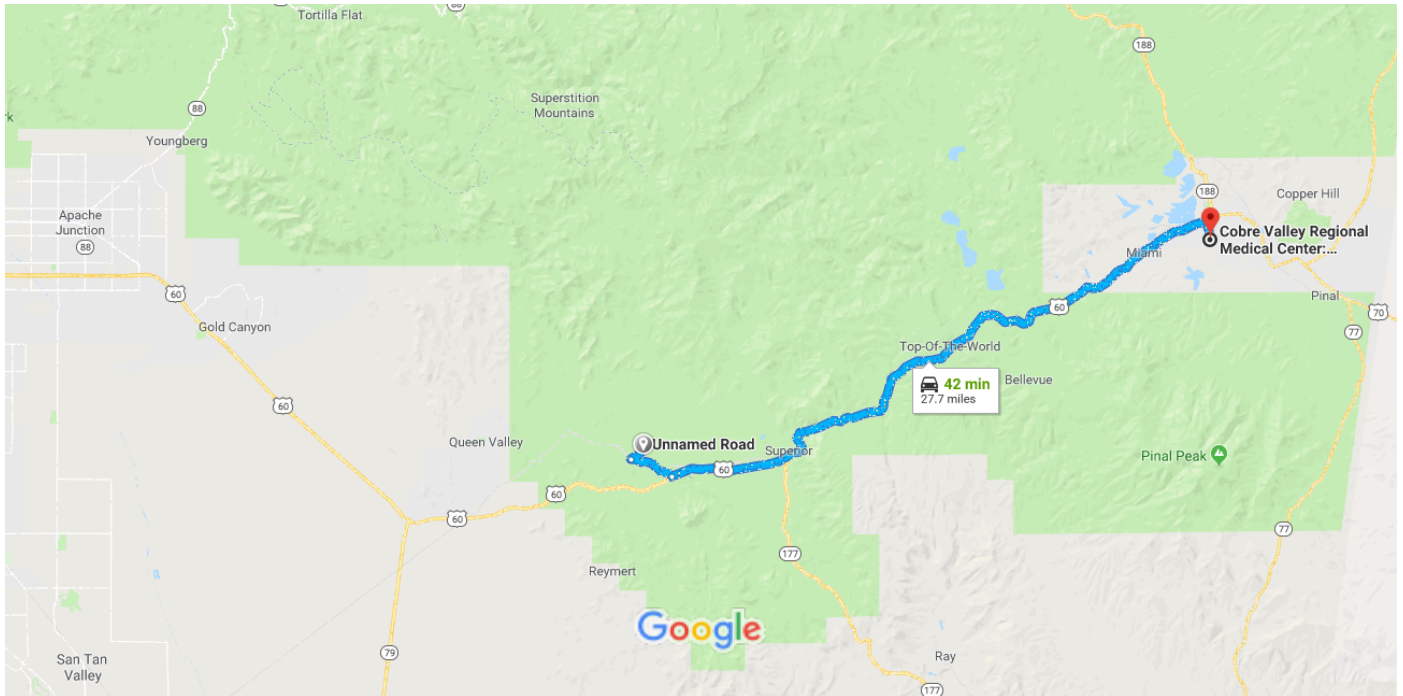 Tortilla Flat
88
188
Superstition
Mountains
88
k
Youngberg
188
Copper Hill
Apache
Junction
88
Cobre Valley Regional
Medical Center:...
Miami
60
Pinal
60
70
Gold Canyon
77
Top-Of-The-World
42 min
27.7 miles
Bellevue
60
Queen Valley
Unnamed Road
Superior
60
Pinal Peak
60
60
77
177
Reymert
Google
79
San Tan
Valley
Ray
177